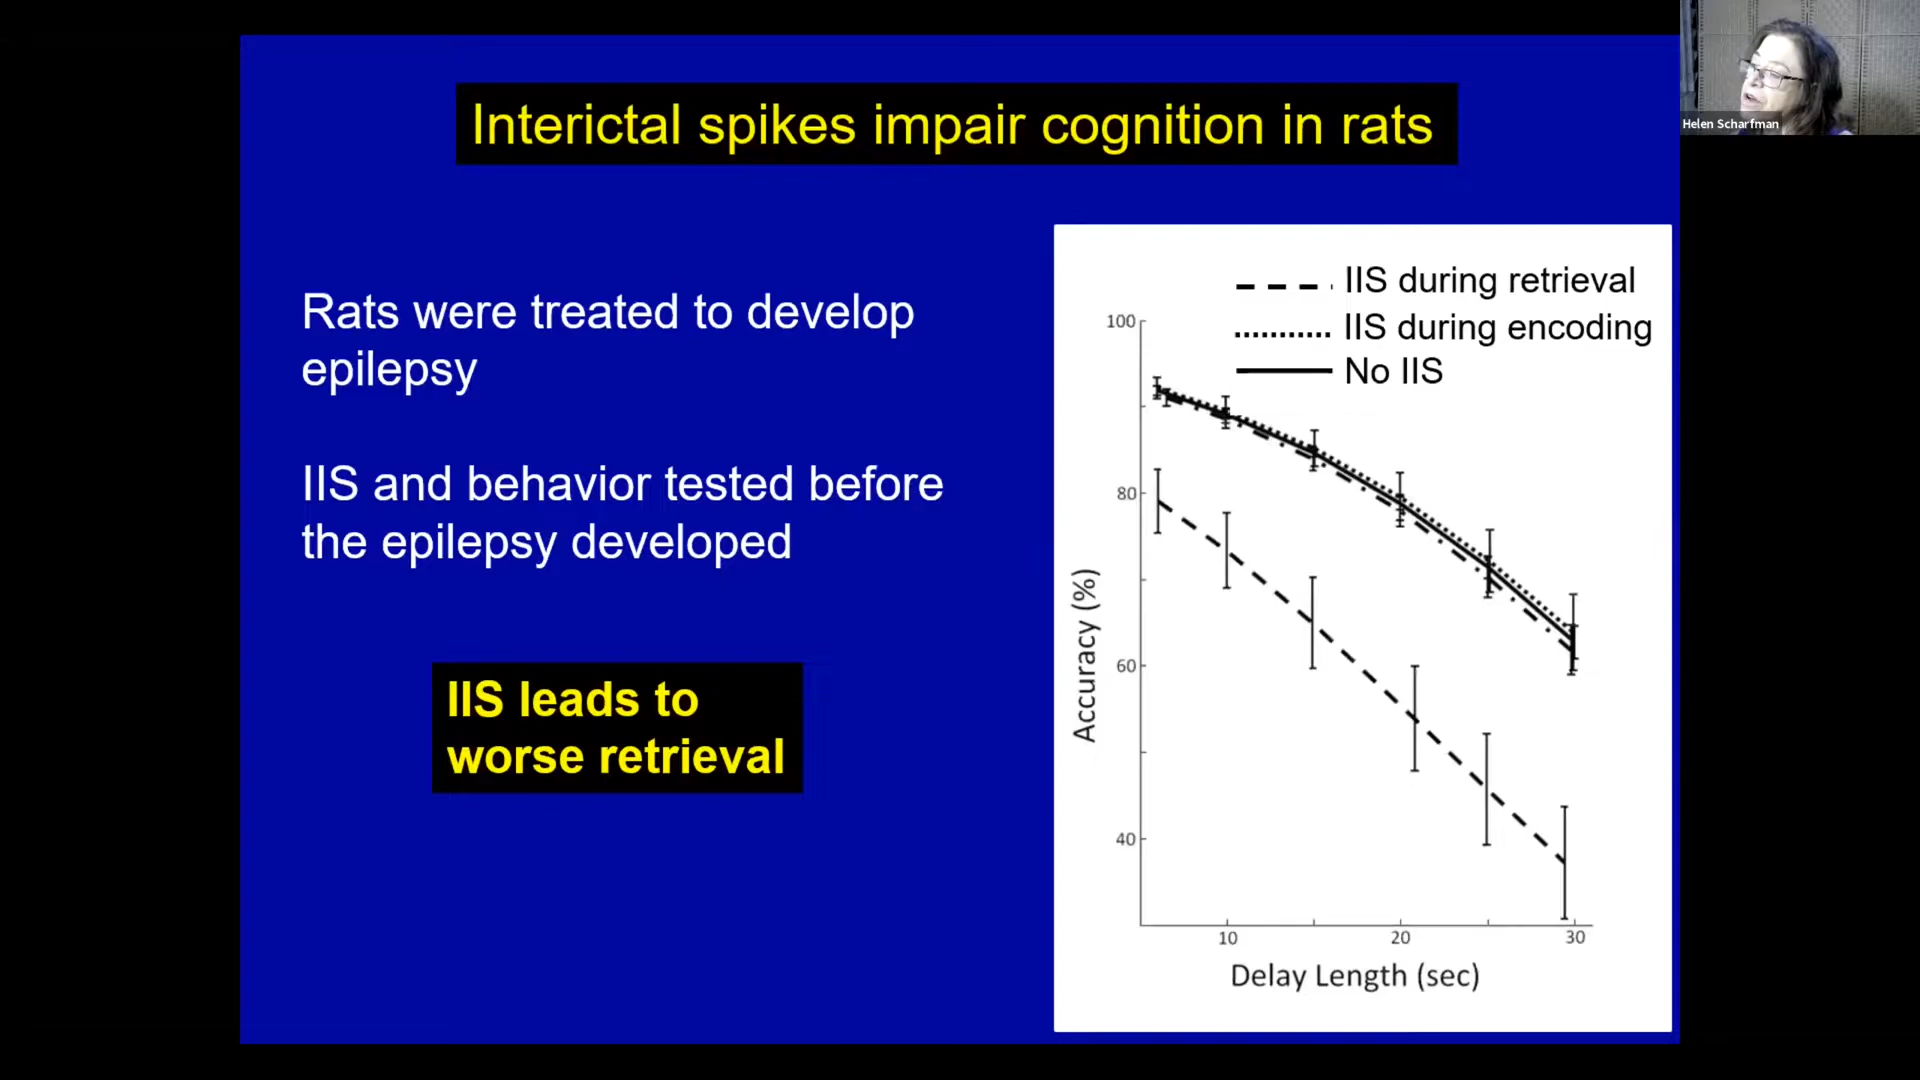 Interictal spikes impair cognition in rats
Helen Scharfman
Rats were treated to develop
epilepsy
IIS and behavior tested before
the epilepsy developed
IIS leads to
worse retrieval
IIS during retrieval
IIS during encoding
No IIS
100
80
60
40
Accuracy (%)
10
20
30
Delay Length (sec)